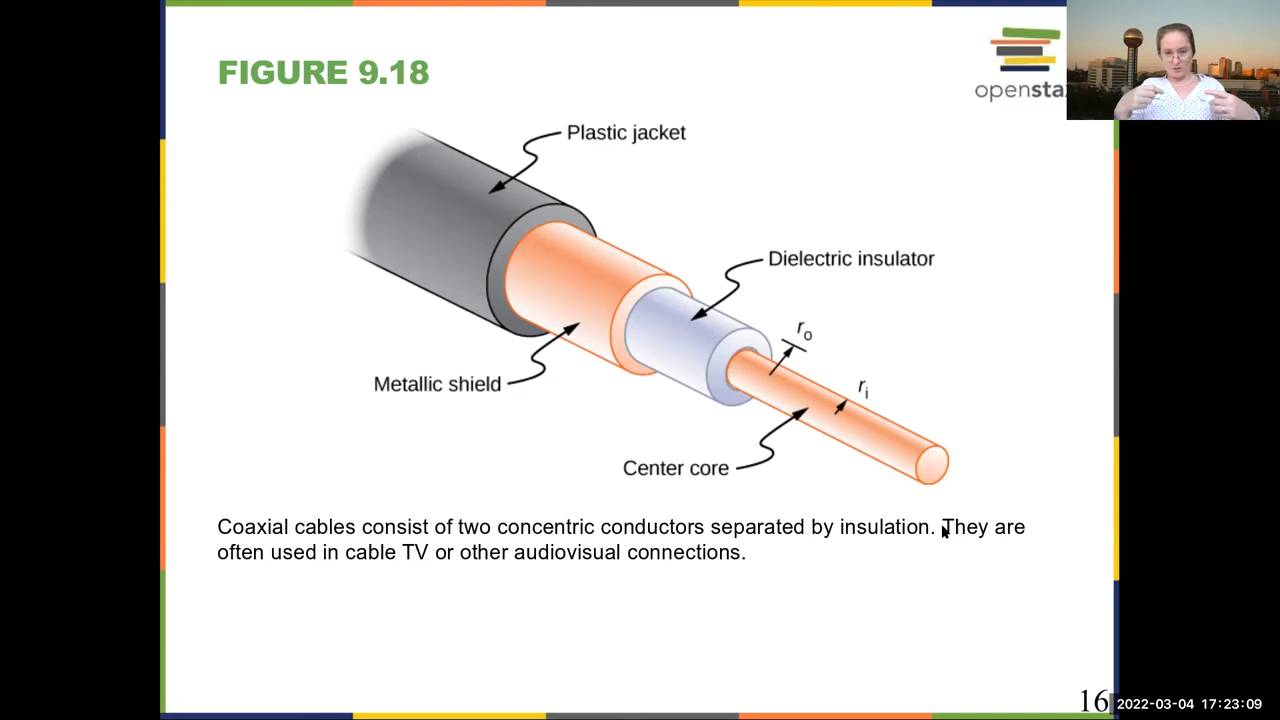 FIGURE 9.18
openstax
Plastic jacket
Dielectric insulator
r₀
rᵢ
Metallic shield
Center core
Coaxial cables consist of two concentric conductors separated by insulation. They are
often used in cable TV or other audiovisual connections.
16
2022-03-04 17:23:09